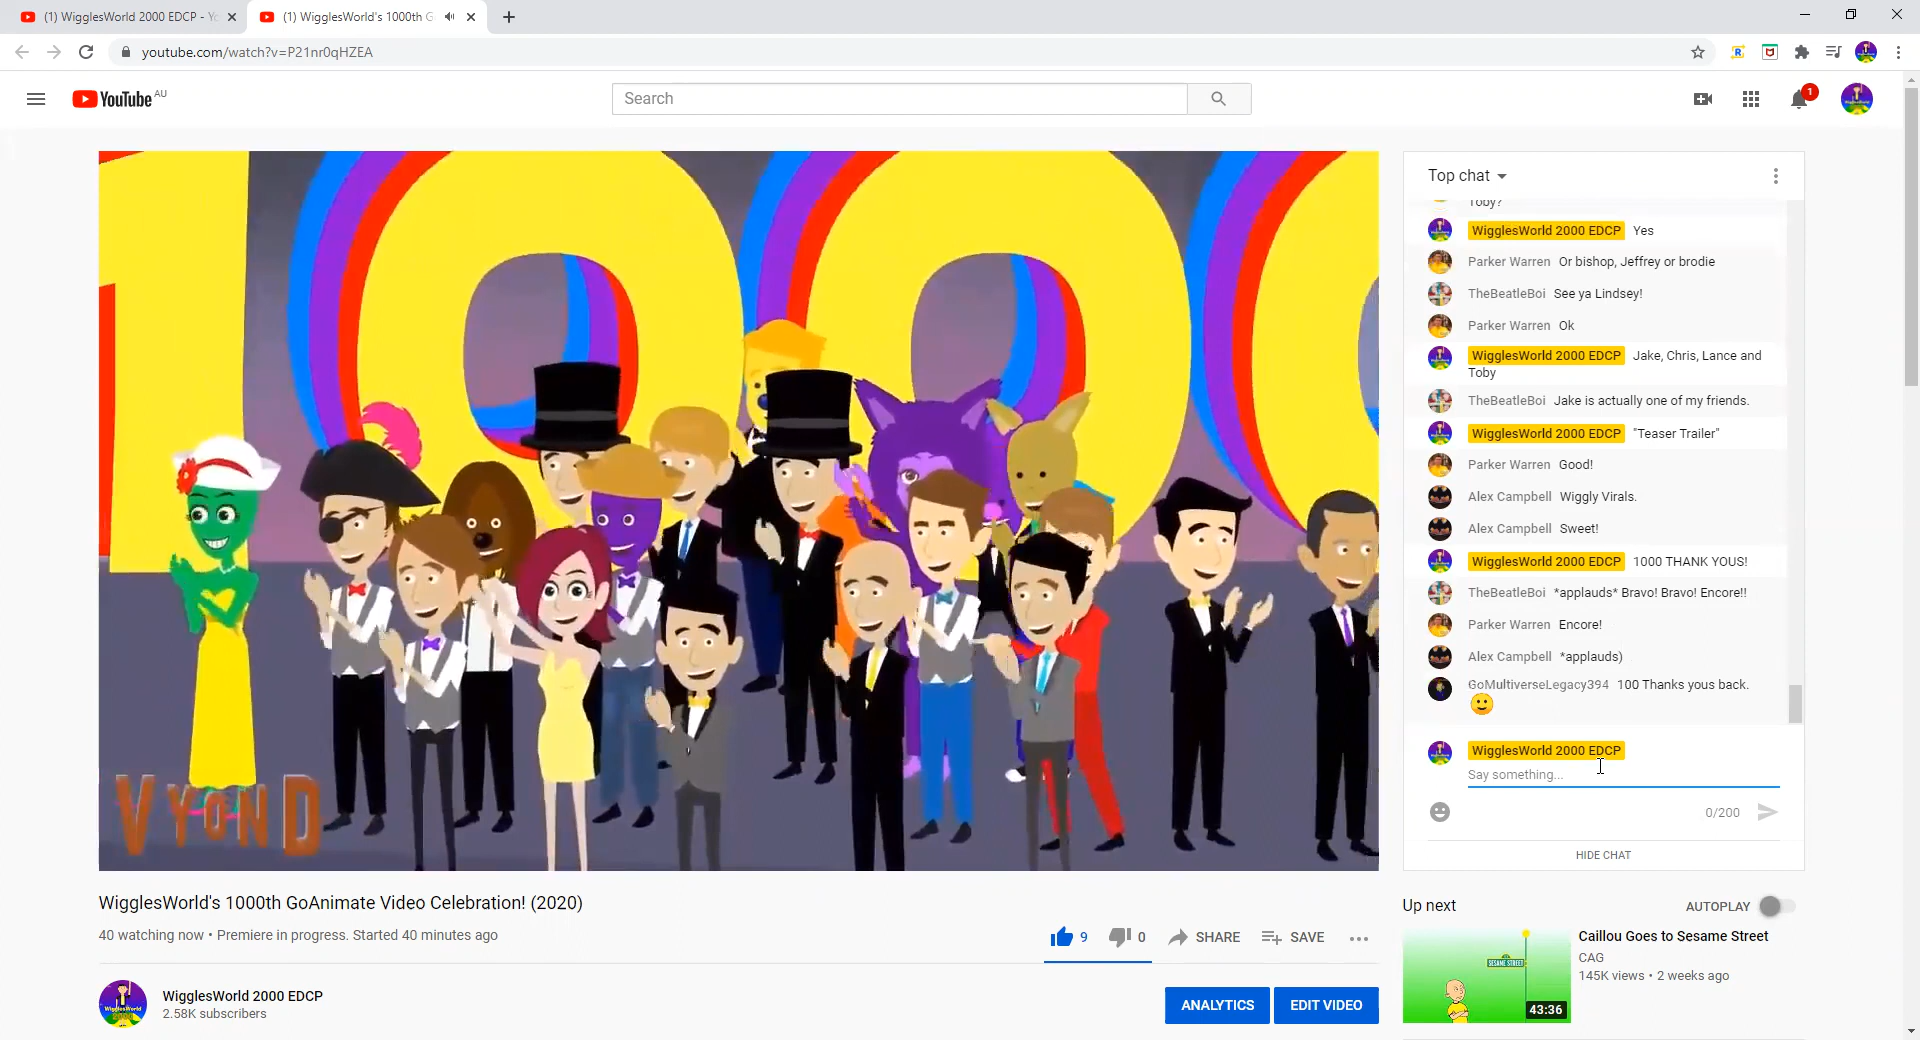 (1) WigglesWorld 2000 EDCP - Yo
(1) WigglesWorld's 1000th G
youtube.com/watch?v=P21nr0qHZEA
YouTube AU
Search
1
1000
VYOND
Top chat
Toby?
WigglesWorld 2000 EDCP Yes
Parker Warren Or bishop, Jeffrey or brodie
TheBeatleBoi See ya Lindsey!
Parker Warren Ok
WigglesWorld 2000 EDCP Jake, Chris, Lance and
Toby
TheBeatleBoi Jake is actually one of my friends.
WigglesWorld 2000 EDCP "Teaser Trailer"
Parker Warren Good!
Alex Campbell Wiggly Virals.
Alex Campbell Sweet!
WigglesWorld 2000 EDCP 1000 THANK YOUS!
TheBeatleBoi *applauds* Bravo! Bravo! Encore!!
Parker Warren Encore!
Alex Campbell *applauds)
GoMultiverseLegacy394 100 Thanks yous back.
🙂
WigglesWorld 2000 EDCP
Say something...
0/200
HIDE CHAT
WigglesWorld's 1000th GoAnimate Video Celebration! (2020)
40 watching now • Premiere in progress. Started 40 minutes ago
9 0 SHARE SAVE
WigglesWorld 2000 EDCP
2.58K subscribers
ANALYTICS EDIT VIDEO
Up next AUTOPLAY
SESAME STREET
43:36
Caillou Goes to Sesame Street
CAG
145K views • 2 weeks ago